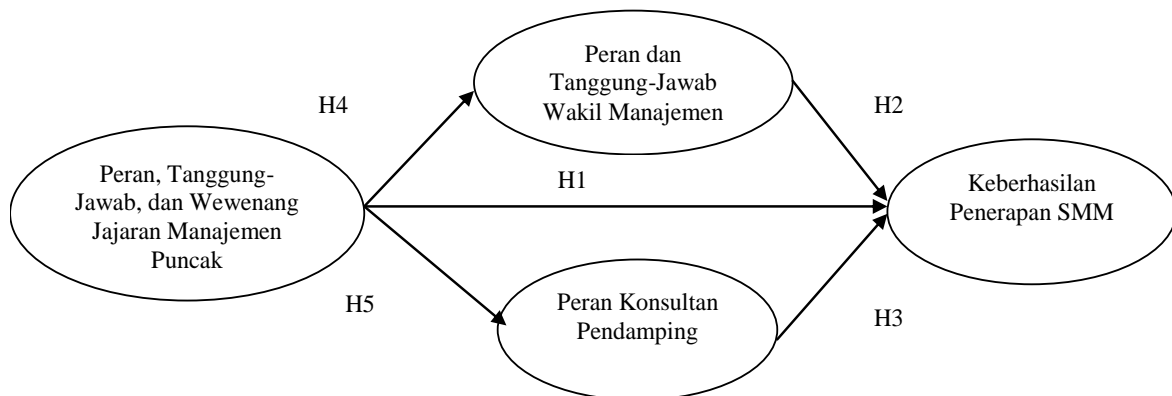 Peran dan
Tanggung-Jawab
Wakil Manajemen
H4
H2
Peran, Tanggung-
Jawab, dan Wewenang
Jajaran Manajemen
Puncak
H1
Keberhasilan
Penerapan SMM
H5
Peran Konsultan
Pendamping
H3